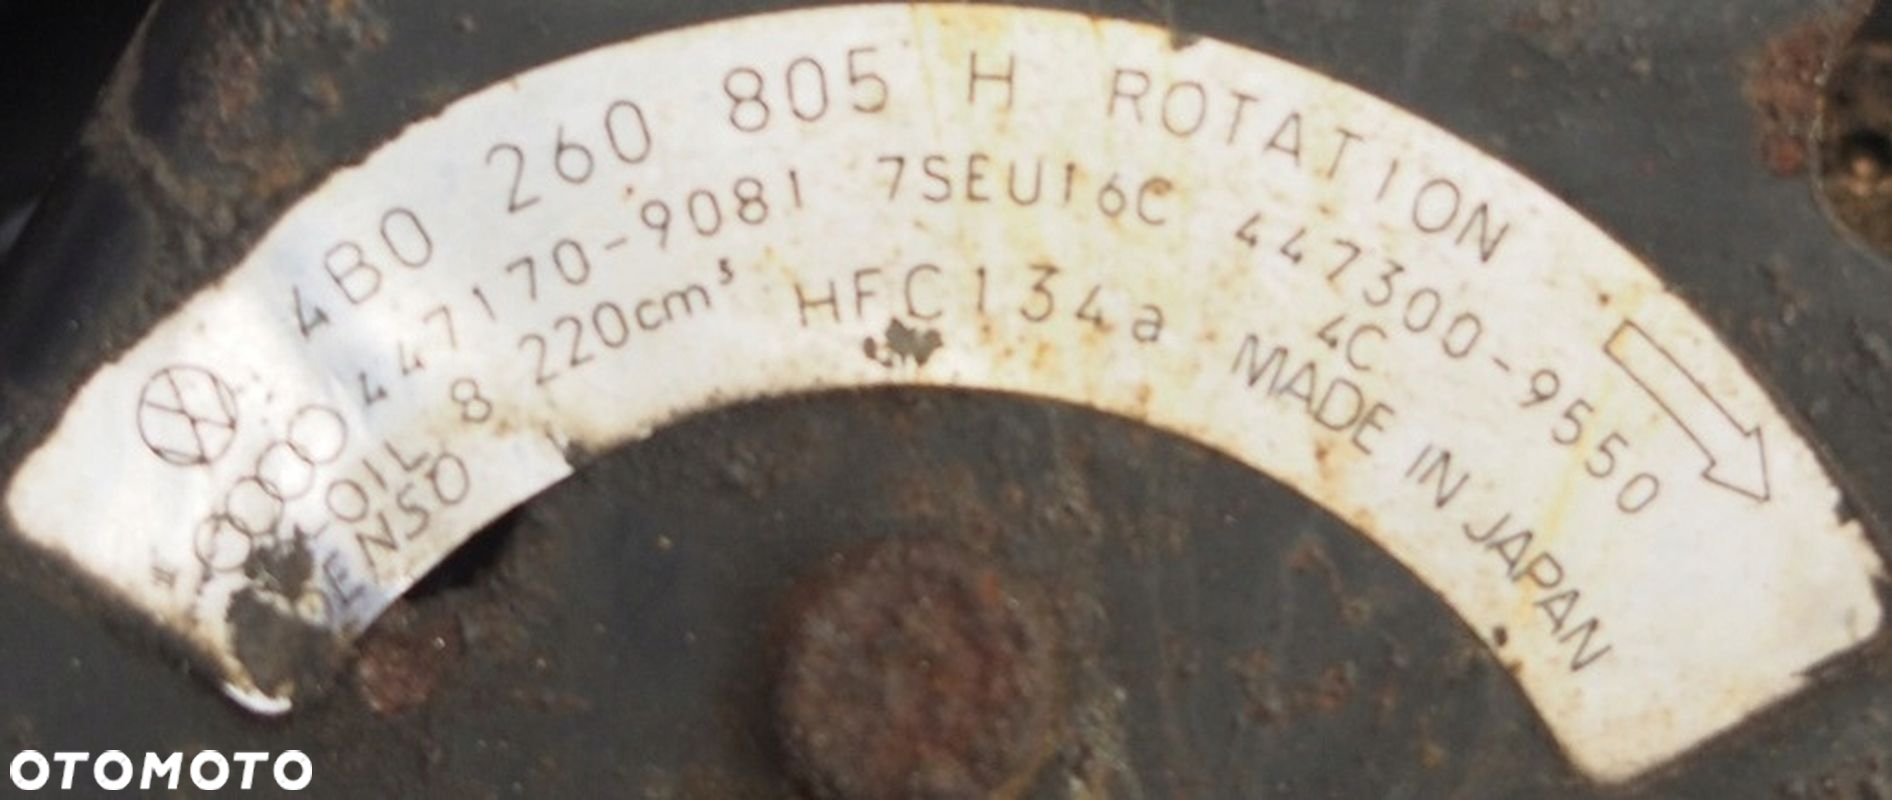 4B0 260 805 H ROTATION
447170-9081 7SEU16C 447300-9550
4C
-OIL 8 220cm³ HFC134a MADE IN JAPAN
DENSO
OTOMOTO